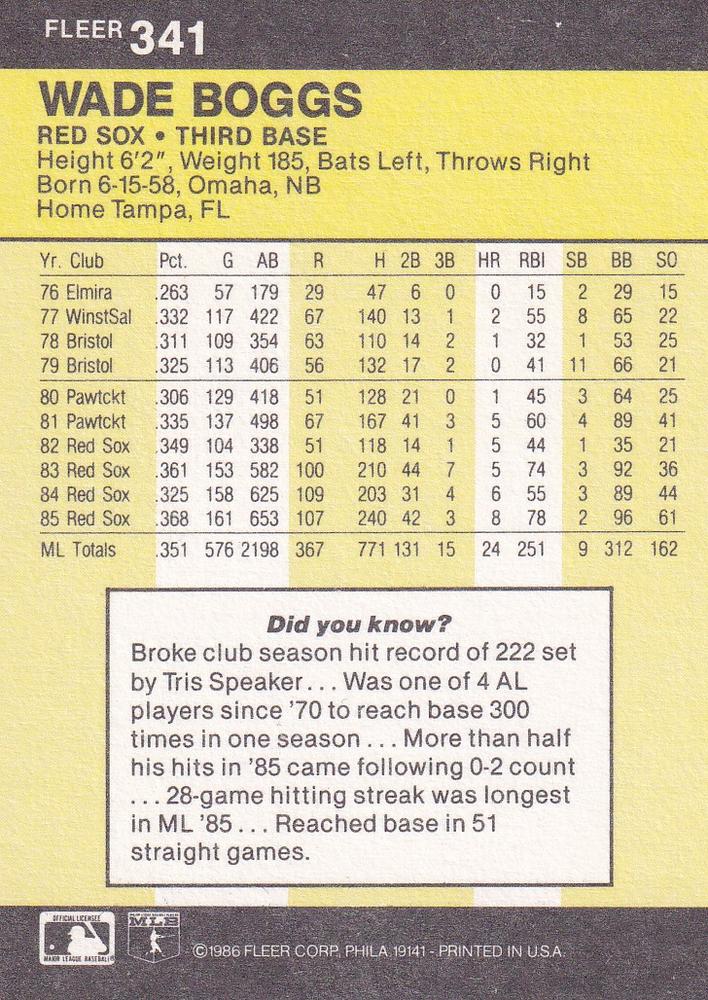 FLEER 341
WADE BOGGS
RED SOX • THIRD BASE
Height 6'2", Weight 185, Bats Left, Throws Right
Born 6-15-58, Omaha, NB
Home Tampa, FL
Yr. Club Pct. G AB R H 2B 3B HR RBI SB BB SO
76 Elmira .263 57 179 29 47 6 0 0 15 2 29 15
77 WinstSal .332 117 422 67 140 13 1 2 55 8 65 22
78 Bristol .311 109 354 63 110 14 2 1 32 1 53 25
79 Bristol .325 113 406 56 132 17 2 0 41 11 66 21
80 Pawtckt .306 129 418 51 128 21 0 1 45 3 64 25
81 Pawtckt .335 137 498 67 167 41 3 5 60 4 89 41
82 Red Sox .349 104 338 51 118 14 1 5 44 1 35 21
83 Red Sox .361 153 582 100 210 44 7 5 74 3 92 36
84 Red Sox .325 158 625 109 203 31 4 6 55 3 89 44
85 Red Sox .368 161 653 107 240 42 3 8 78 2 96 61
ML Totals .351 576 2198 367 771 131 15 24 251 9 312 162
Did you know?
Broke club season hit record of 222 set
by Tris Speaker... Was one of 4 AL
players since '70 to reach base 300
times in one season ... More than half
his hits in '85 came following 0-2 count
... 28-game hitting streak was longest
in ML '85... Reached base in 51
straight games.
OFFICIAL LICENSEE
MAJOR LEAGUE BASEBALL®
MLB
©1986 FLEER CORP. PHILA. 19141 - PRINTED IN U.S.A.